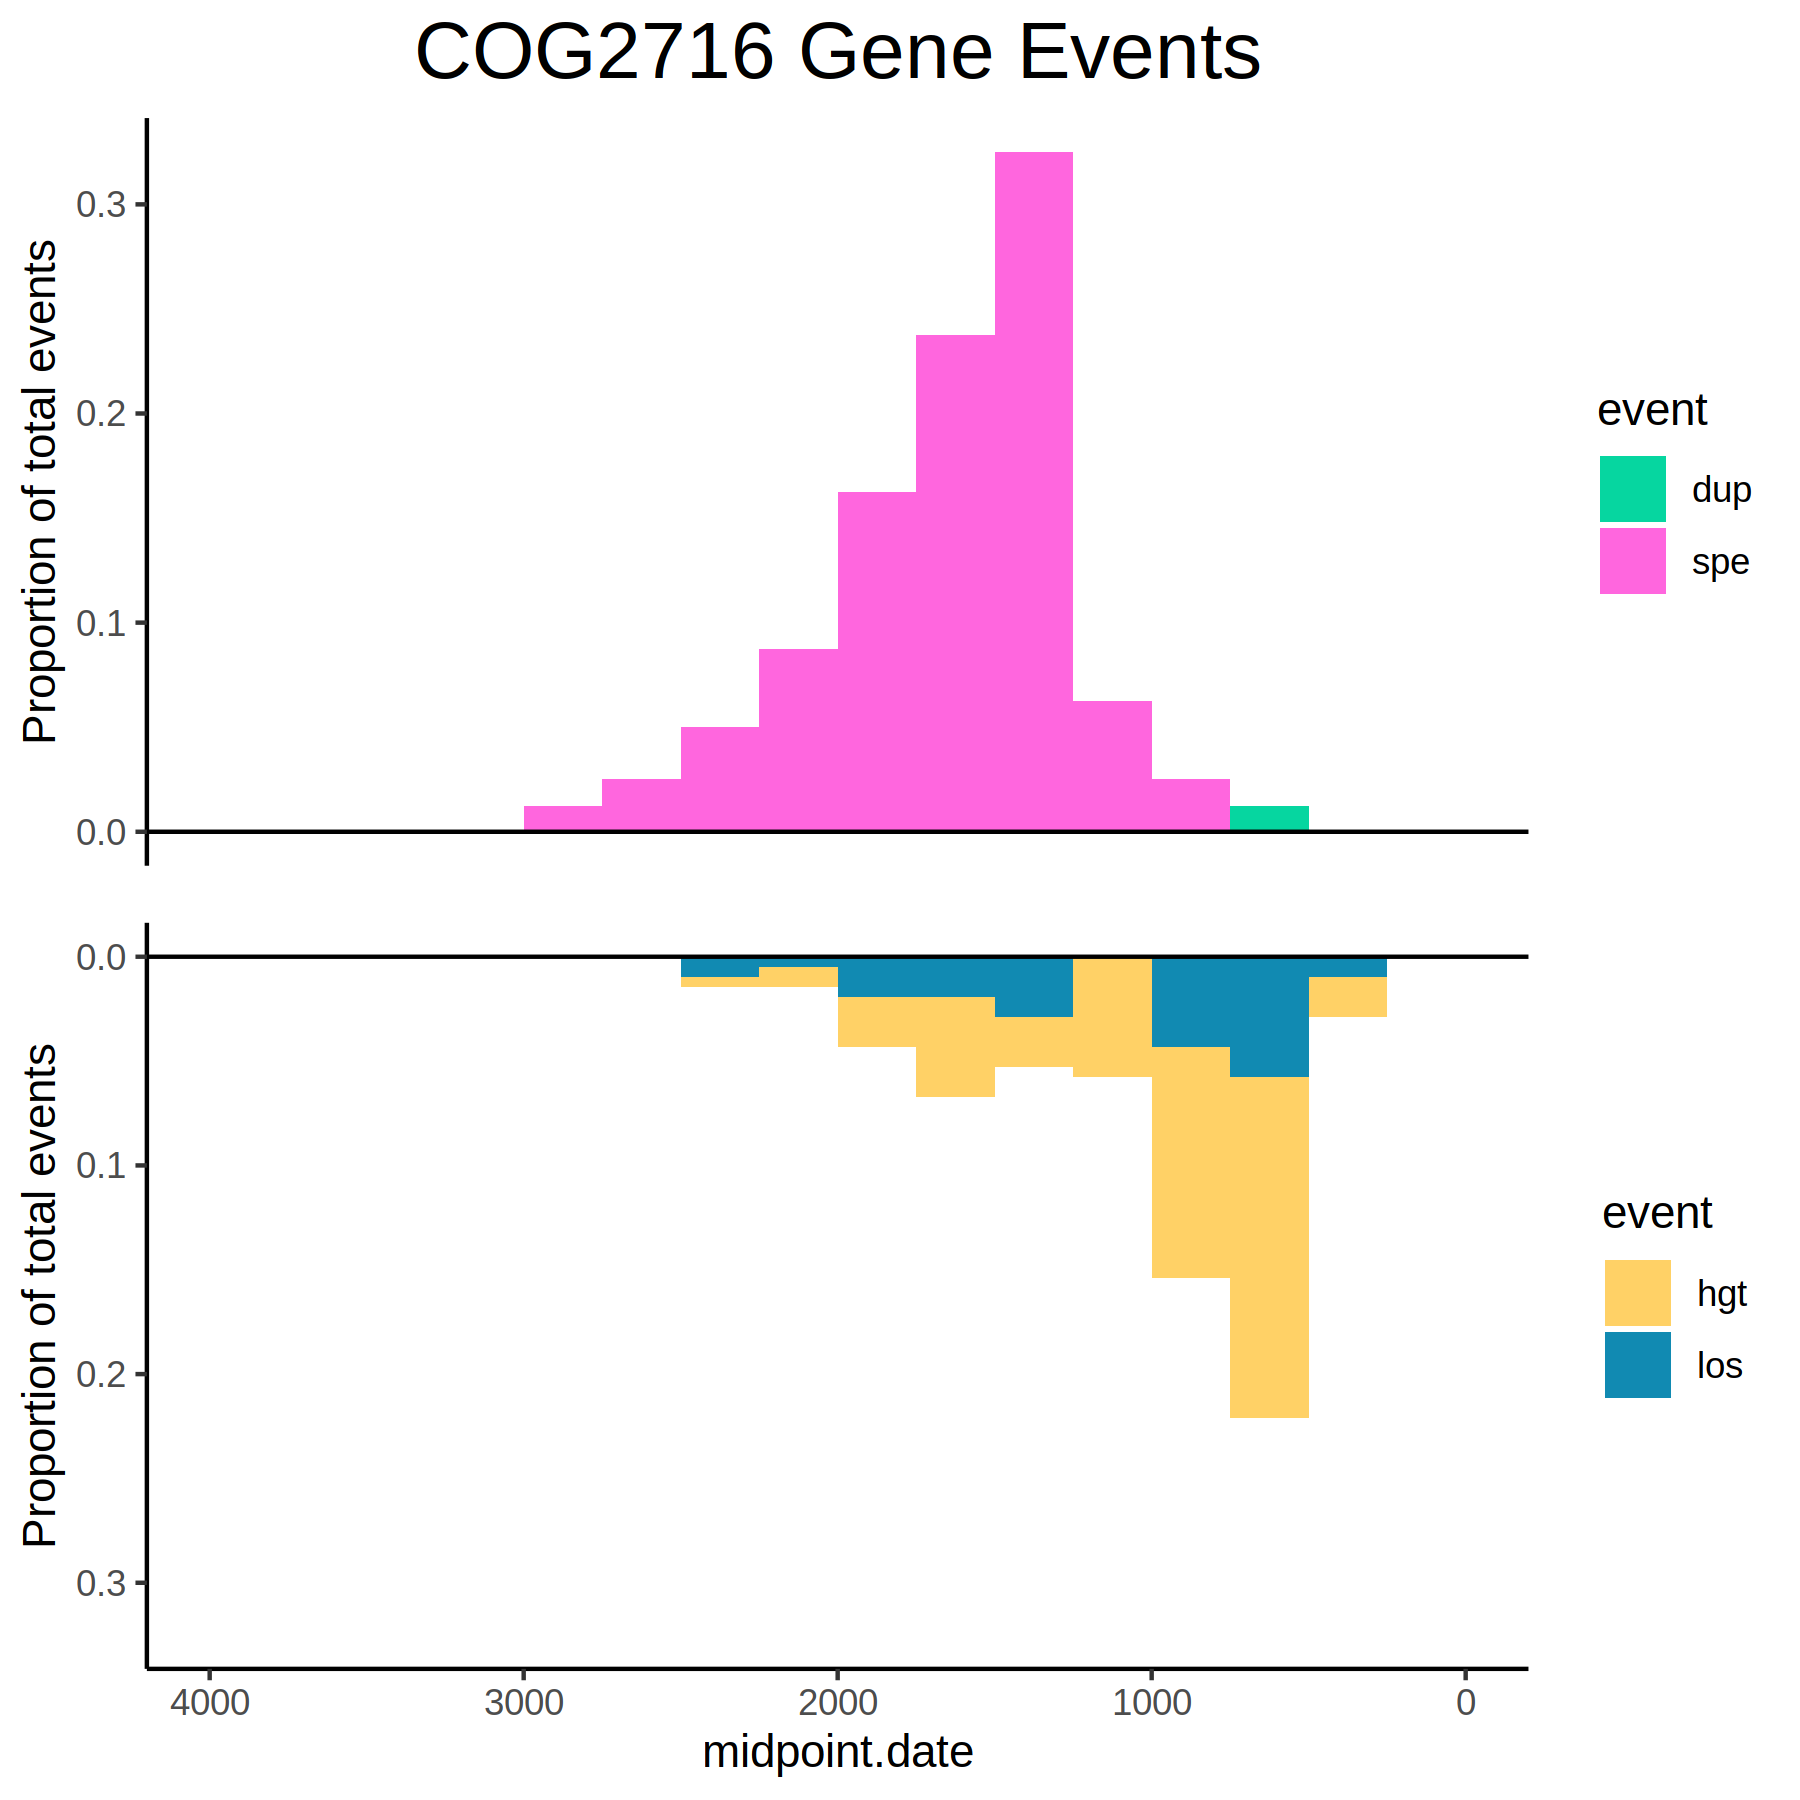 COG2716 Gene Events
Proportion of total events
0.3
0.2
0.1
0.0
event
dup
spe
Proportion of total events
0.0
0.1
0.2
0.3
event
hgt
los
4000 3000 2000 1000 0
midpoint.date